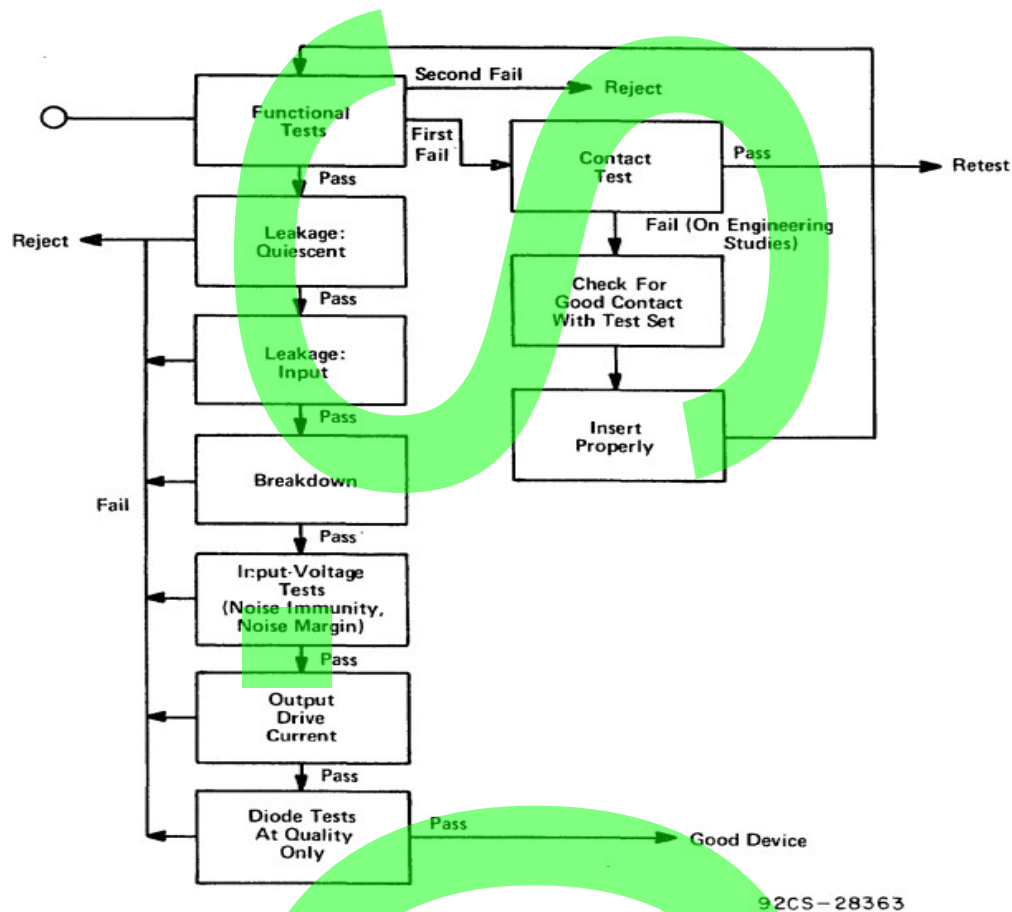 Functional
Tests
Second Fail
Reject
First
Fail
Contact
Test
Pass
Retest
Pass
Fail (On Engineering
Studies)
Reject
Leakage:
Quiescent
Check For
Good Contact
With Test Set
Pass
Leakage:
Input
Insert
Properly
Pass
Breakdown
Fail
Pass
Input-Voltage
Tests
(Noise Immunity,
Noise Margin)
Pass
Output
Drive
Current
Pass
Diode Tests
At Quality
Only
Pass
Good Device
92CS-28363